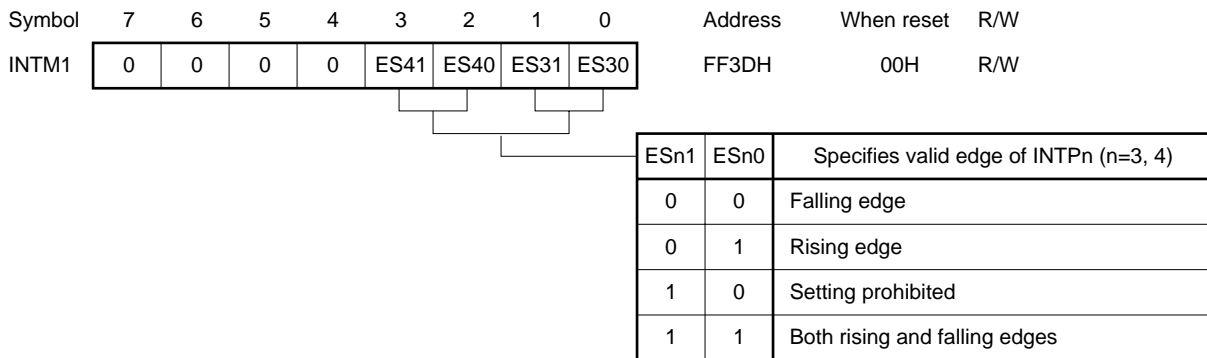 Symbol 7 6 5 4 3 2 1 0 Address When reset R/W
INTM1 0 0 0 0 ES41 ES40 ES31 ES30 FF3DH 00H R/W
ESn1 ESn0 Specifies valid edge of INTPn (n=3, 4)
0 0 Falling edge
0 1 Rising edge
1 0 Setting prohibited
1 1 Both rising and falling edges